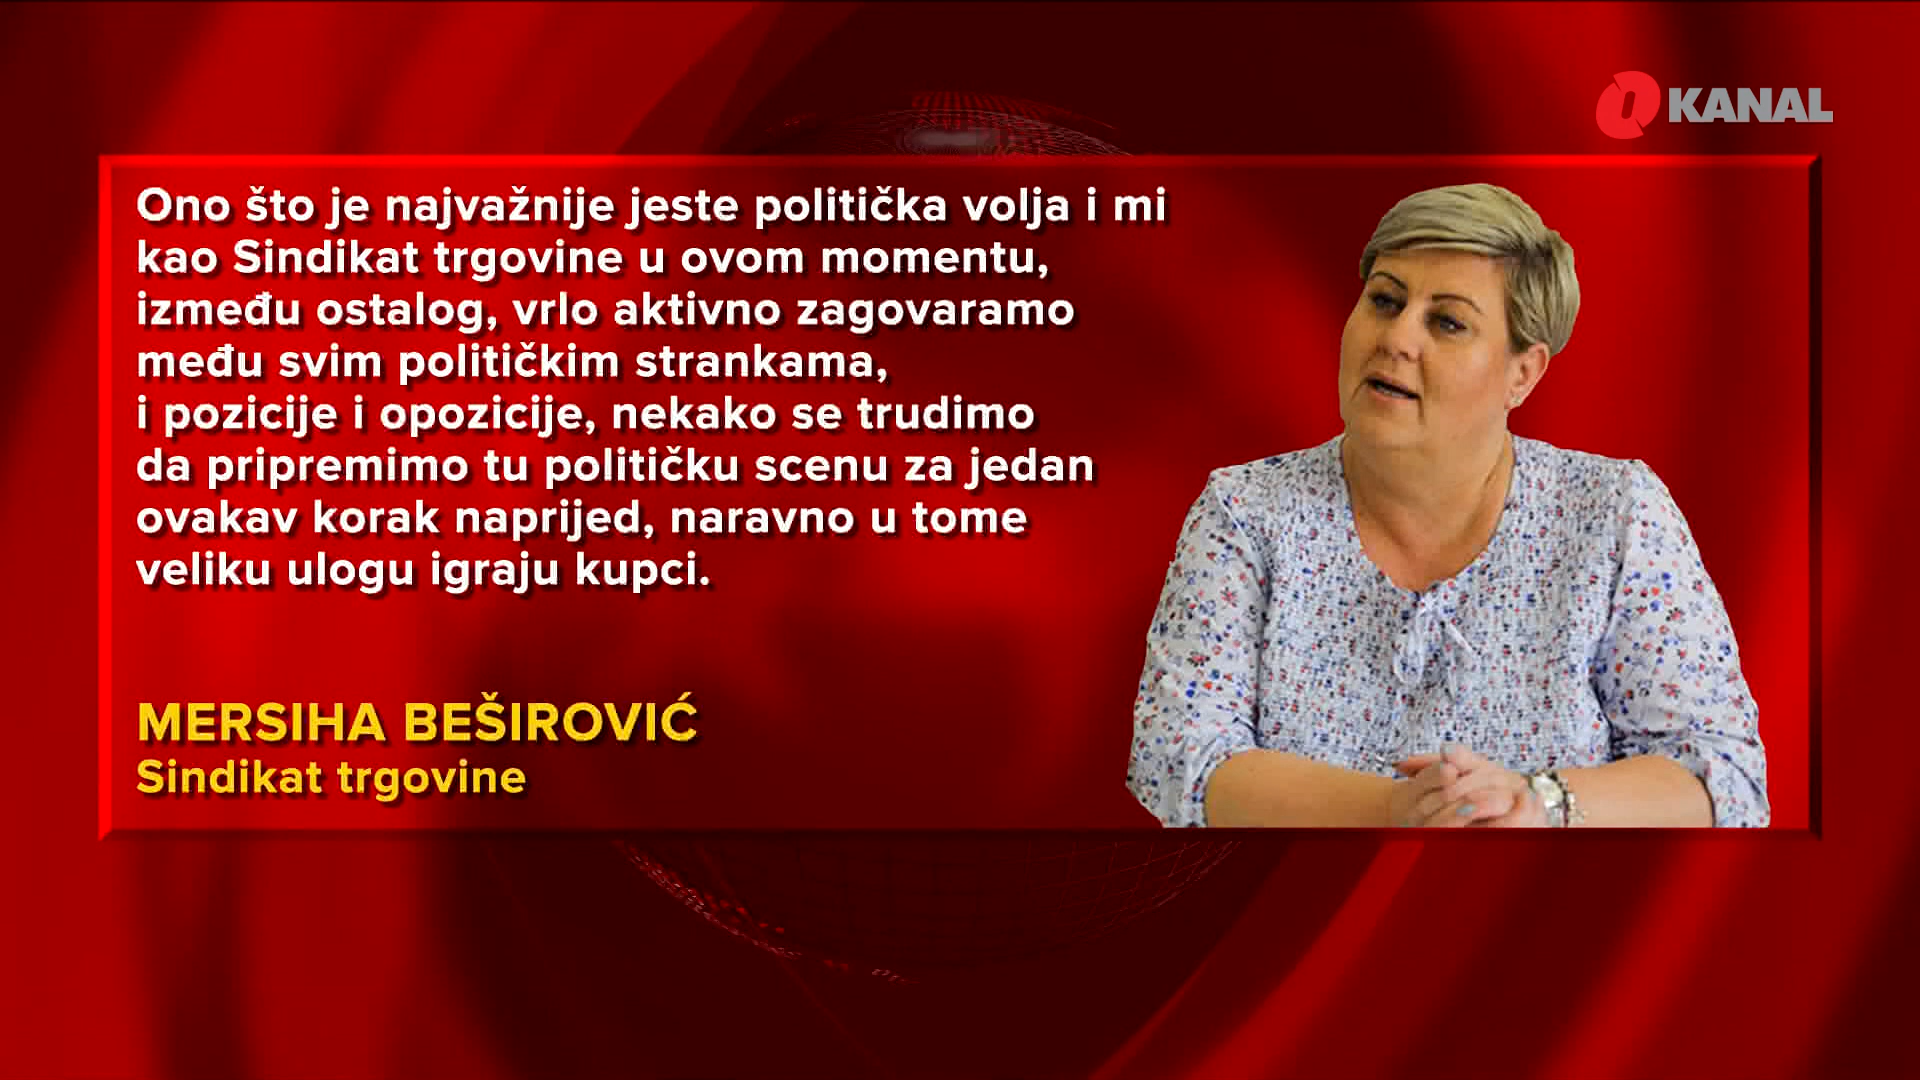 O KANAL
Ono što je najvažnije jeste politička volja i mi
kao Sindikat trgovine u ovom momentu,
između ostalog, vrlo aktivno zagovaramo
među svim političkim strankama,
i pozicije i opozicije, nekako se trudimo
da pripremimo tu političku scenu za jedan
ovakav korak naprijed, naravno u tome
veliku ulogu igraju kupci.
MERSIHA BEŠIROVIĆ
Sindikat trgovine